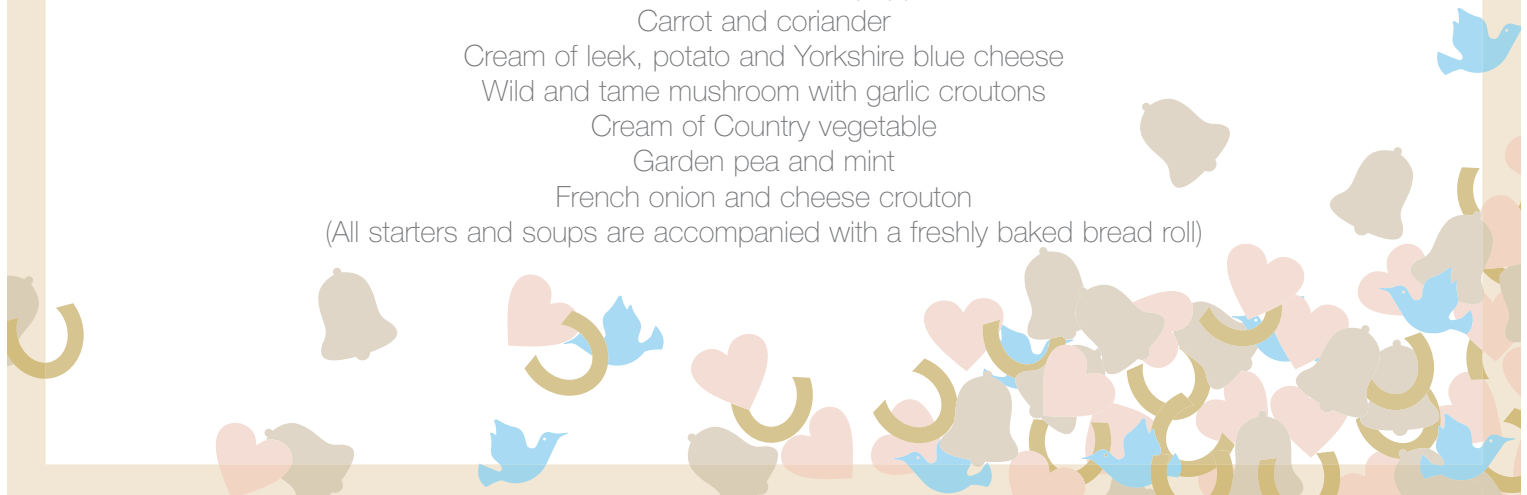 Carrot and coriander
Cream of leek, potato and Yorkshire blue cheese
Wild and tame mushroom with garlic croutons
Cream of Country vegetable
Garden pea and mint
French onion and cheese crouton
(All starters and soups are accompanied with a freshly baked bread roll)